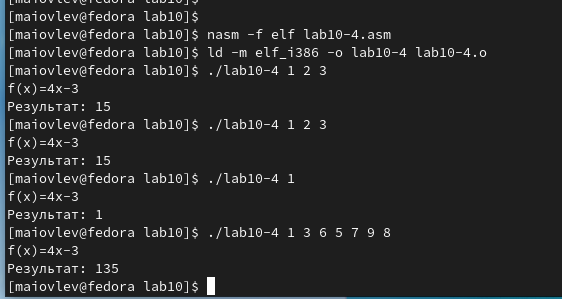 [maiovlev@fedora lab10]$
[maiovlev@fedora lab10]$
[maiovlev@fedora lab10]$ nasm -f elf lab10-4.asm
[maiovlev@fedora lab10]$ ld -m elf_i386 -o lab10-4 lab10-4.o
[maiovlev@fedora lab10]$ ./lab10-4 1 2 3
f(x)=4x-3
Результат: 15
[maiovlev@fedora lab10]$ ./lab10-4 1 2 3
f(x)=4x-3
Результат: 15
[maiovlev@fedora lab10]$ ./lab10-4 1
f(x)=4x-3
Результат: 1
[maiovlev@fedora lab10]$ ./lab10-4 1 3 6 5 7 9 8
f(x)=4x-3
Результат: 135
[maiovlev@fedora lab10]$